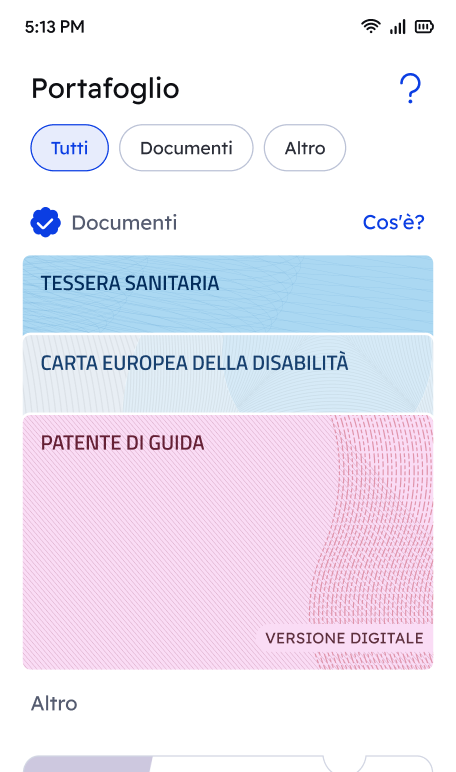 5:13 PM
Portafoglio
?
Tutti
Documenti
Altro
Documenti
Cos'è?
TESSERA SANITARIA
CARTA EUROPEA DELLA DISABILITÀ
PATENTE DI GUIDA
VERSIONE DIGITALE
Altro